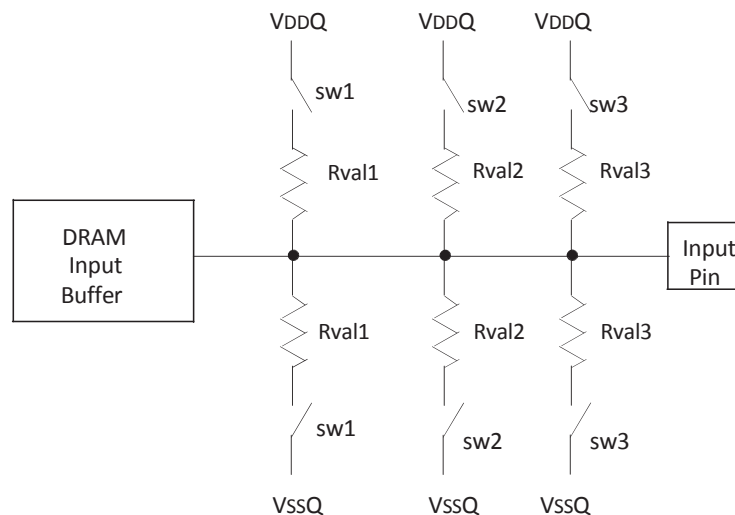 VDDQ
VDDQ
VDDQ
sw1
sw2
sw3
Rval1
Rval2
Rval3
DRAM
Input
Buffer
Input
Pin
Rval1
Rval2
Rval3
sw1
sw2
sw3
VSSQ
VSSQ
VSSQ